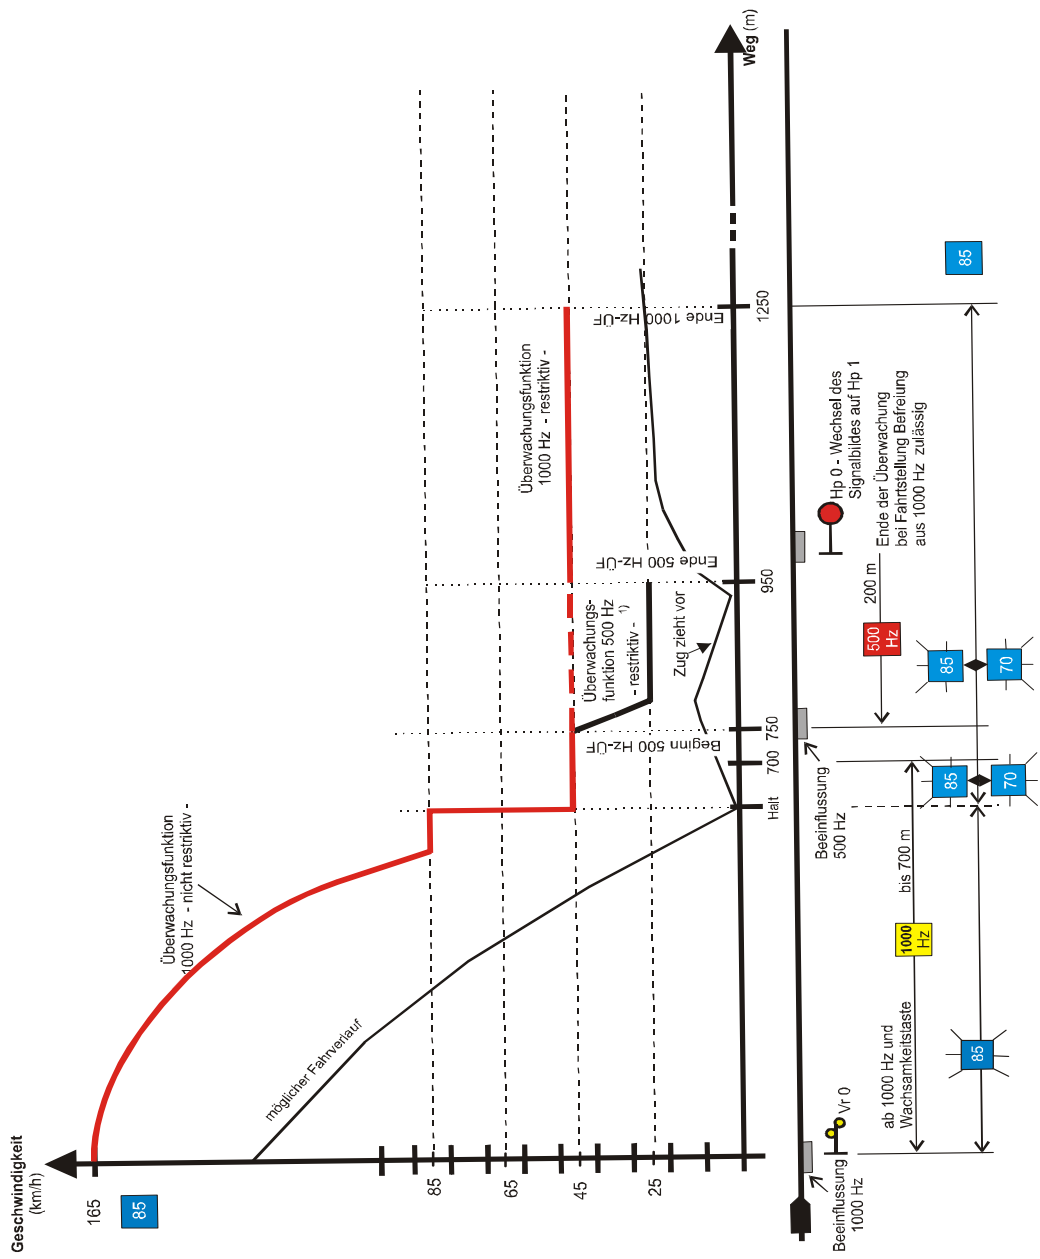 Geschwindigkeit
(km/h)
165
85
85
65
45
25
Überwachungsfunktion
1000 Hz - nicht restriktiv -
möglicher Fahrverlauf
Überwachungsfunktion
1000 Hz - restriktiv -
Überwachungs-
funktion 500 Hz
- restriktiv - 1)
Zug zieht vor
Beginn 500 Hz-ÜF
Ende 500 Hz-ÜF
Ende 1000 Hz-ÜF
Halt
700
750
950
1250
Weg (m)
Beeinflussung
1000 Hz
Vr 0
Beeinflussung
500 Hz
Hp 0 - Wechsel des
Signalbildes auf Hp 1
ab 1000 Hz und
Wachsamkeitstaste
1000
Hz
bis 700 m
500
Hz
200 m
Ende der Überwachung
bei Fahrtstellung Befreiung
aus 1000 Hz zulässig
85
85
70
85
70
85